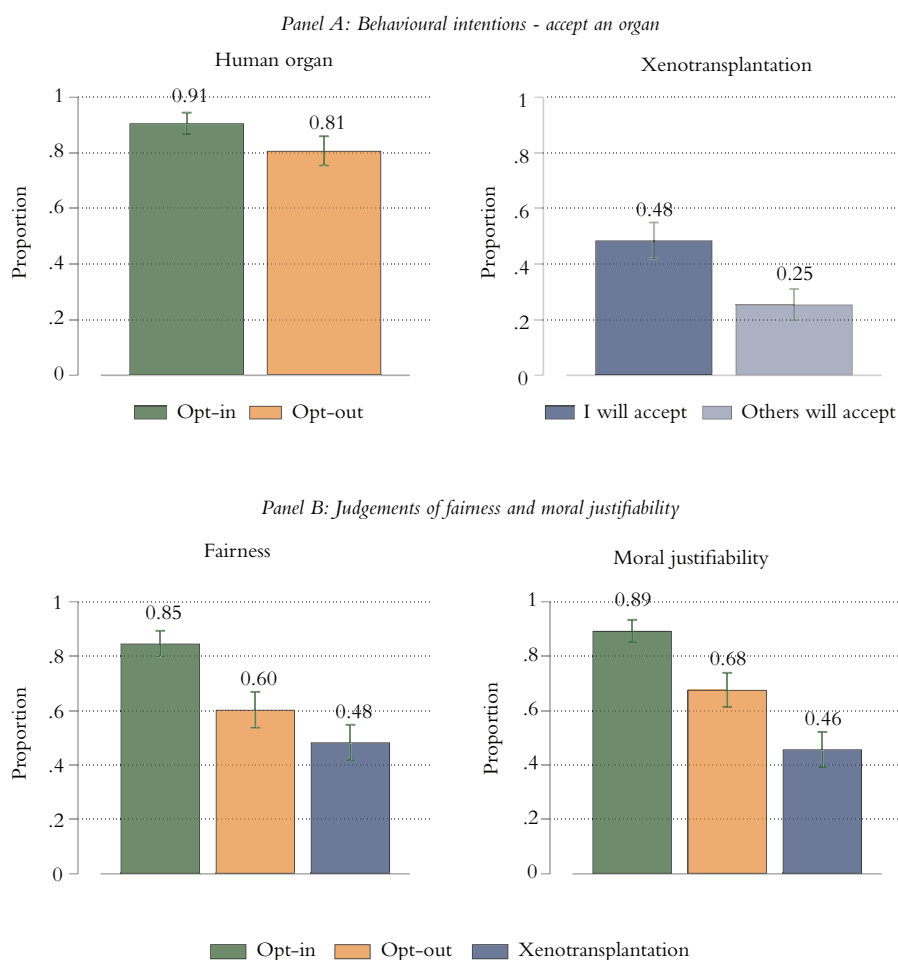 Panel A: Behavioural intentions - accept an organ
Human organ
Xenotransplantation
Proportion
1
.8
.6
.4
.2
0
0.91
0.81
Opt-in Opt-out
Proportion
1
.8
.6
.4
.2
0
0.48
0.25
I will accept Others will accept
Panel B: Judgements of fairness and moral justifiability
Fairness
Moral justifiability
Proportion
1
.8
.6
.4
.2
0
0.85
0.60
0.48
Proportion
1
.8
.6
.4
.2
0
0.89
0.68
0.46
Opt-in Opt-out Xenotransplantation